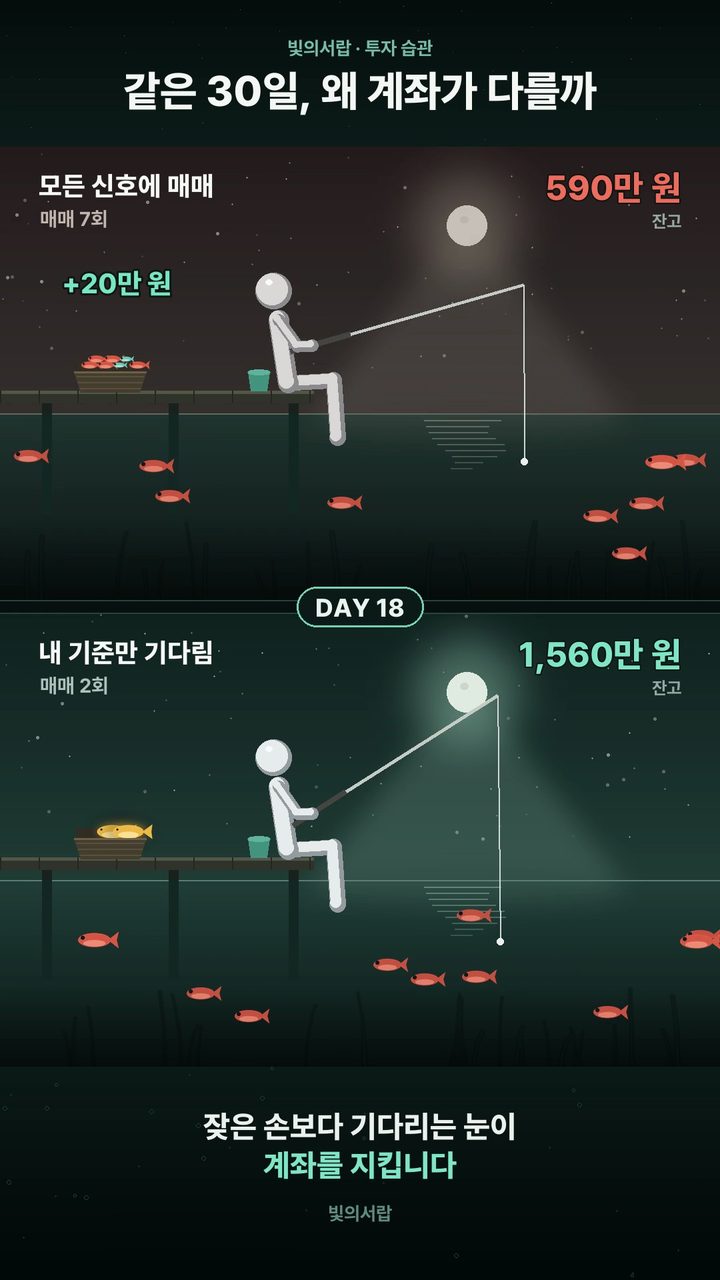 빛의서랍 · 투자 습관
같은 30일, 왜 계좌가 다를까
모든 신호에 매매
매매 7회
590만 원
잔고
+20만 원
DAY 18
내 기준만 기다림
매매 2회
1,560만 원
잔고
잦은 손보다 기다리는 눈이
계좌를 지킵니다
빛의서랍